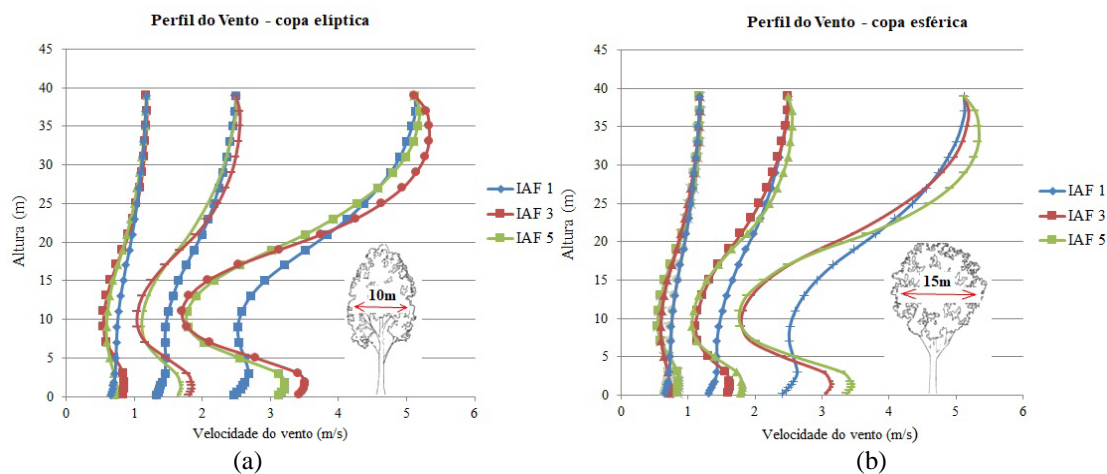 Perfil do Vento - copa elíptica
45
40
35
30
25
20
15
10
5
0
Altura (m)
0 1 2 3 4 5 6
Velocidade do vento (m/s)
IAF 1
IAF 3
IAF 5
10m
(a)
Perfil do Vento - copa esférica
45
40
35
30
25
20
15
10
5
0
Altura (m)
0 1 2 3 4 5 6
Velocidade do vento (m/s)
IAF 1
IAF 3
IAF 5
15m
(b)